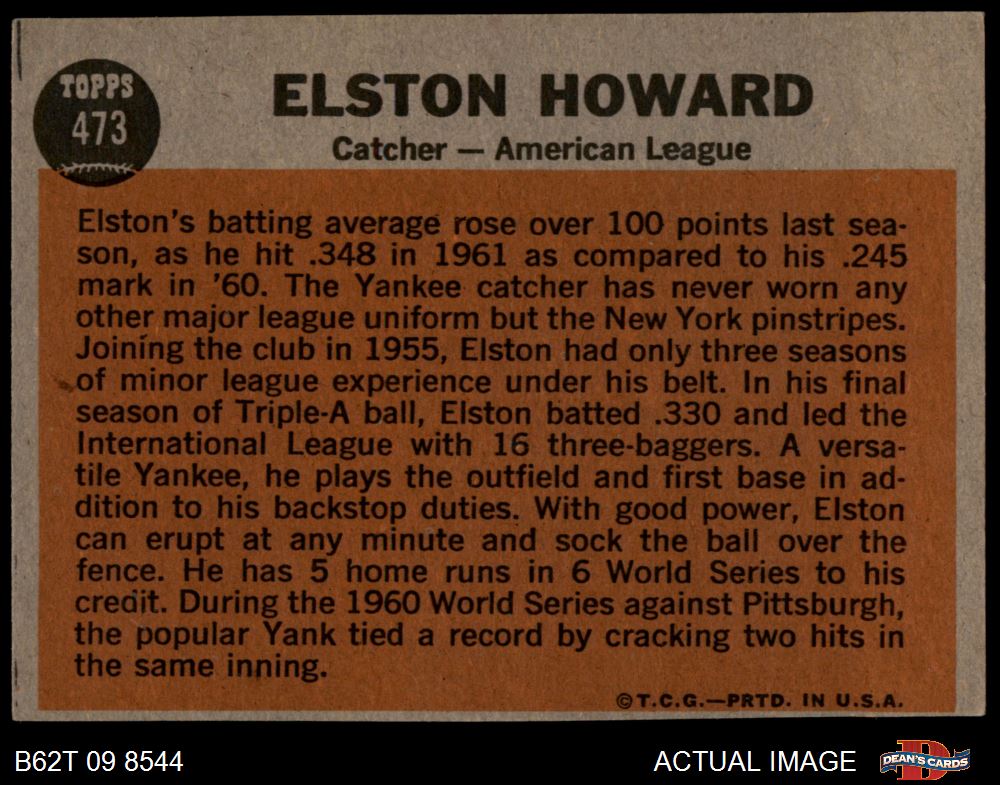 TOPPS
473
ELSTON HOWARD
Catcher — American League
Elston's batting average rose over 100 points last sea-
son, as he hit .348 in 1961 as compared to his .245
mark in '60. The Yankee catcher has never worn any
other major league uniform but the New York pinstripes.
Joining the club in 1955, Elston had only three seasons
of minor league experience under his belt. In his final
season of Triple-A ball, Elston batted .330 and led the
International League with 16 three-baggers. A versa-
tile Yankee, he plays the outfield and first base in ad-
dition to his backstop duties. With good power, Elston
can erupt at any minute and sock the ball over the
fence. He has 5 home runs in 6 World Series to his
credit. During the 1960 World Series against Pittsburgh,
the popular Yank tied a record by cracking two hits in
the same inning.
©T.C.G.—PRTD. IN U.S.A.
B62T 09 8544
ACTUAL IMAGE
D
DEAN'S CARDS